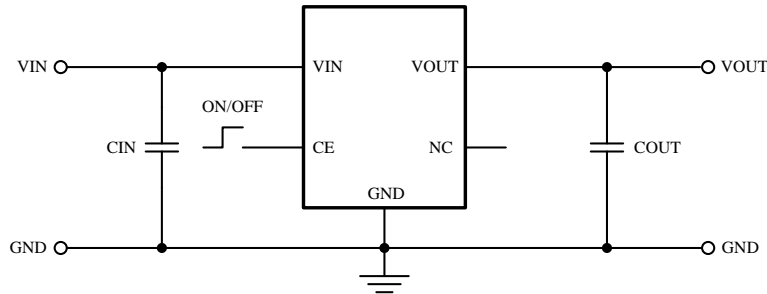 VIN
VIN
VOUT
VOUT
ON/OFF
CIN
CE
NC
COUT
GND
GND
GND